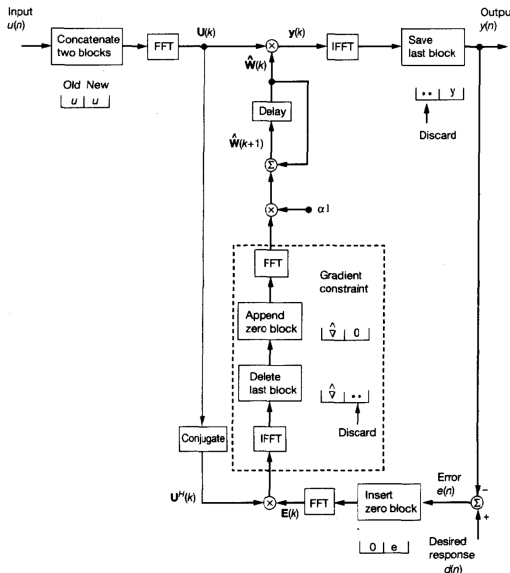 Input
u(n)
Concatenate
two blocks
FFT
U(k)
y(k)
IFFT
Save
last block
Output
y(n)
Old New
u u
Ŵ(k)
•• y
Discard
Delay
Ŵ(k+1)
Σ
α I
FFT
Gradient
constraint
Append
zero block
∇̂ 0
Delete
last block
∇̂ ••
Discard
IFFT
Conjugate
Uᴴ(k)
E(k)
FFT
Insert
zero block
Error
e(n)
−
Σ
+
0 e
Desired
response
d(n)